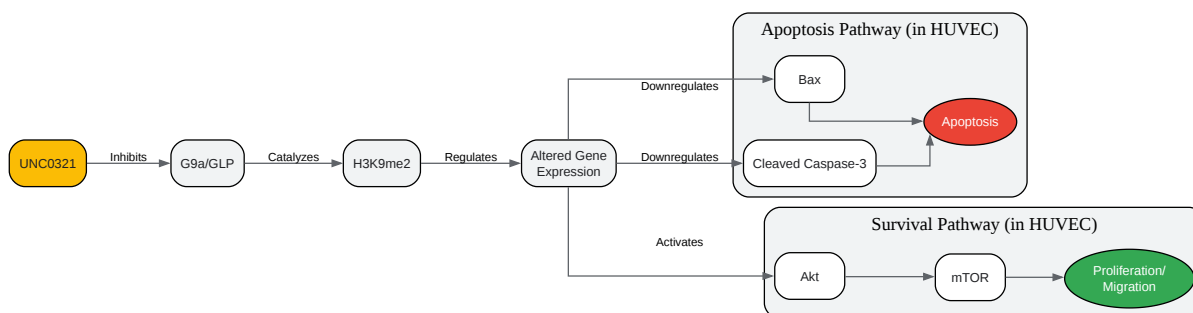 Apoptosis Pathway (in HUVEC)
Downregulates
Bax
Apoptosis
UNC0321
Inhibits
G9a/GLP
Catalyzes
H3K9me2
Regulates
Altered Gene
Expression
Downregulates
Cleaved Caspase-3
Survival Pathway (in HUVEC)
Activates
Akt
mTOR
Proliferation/
Migration